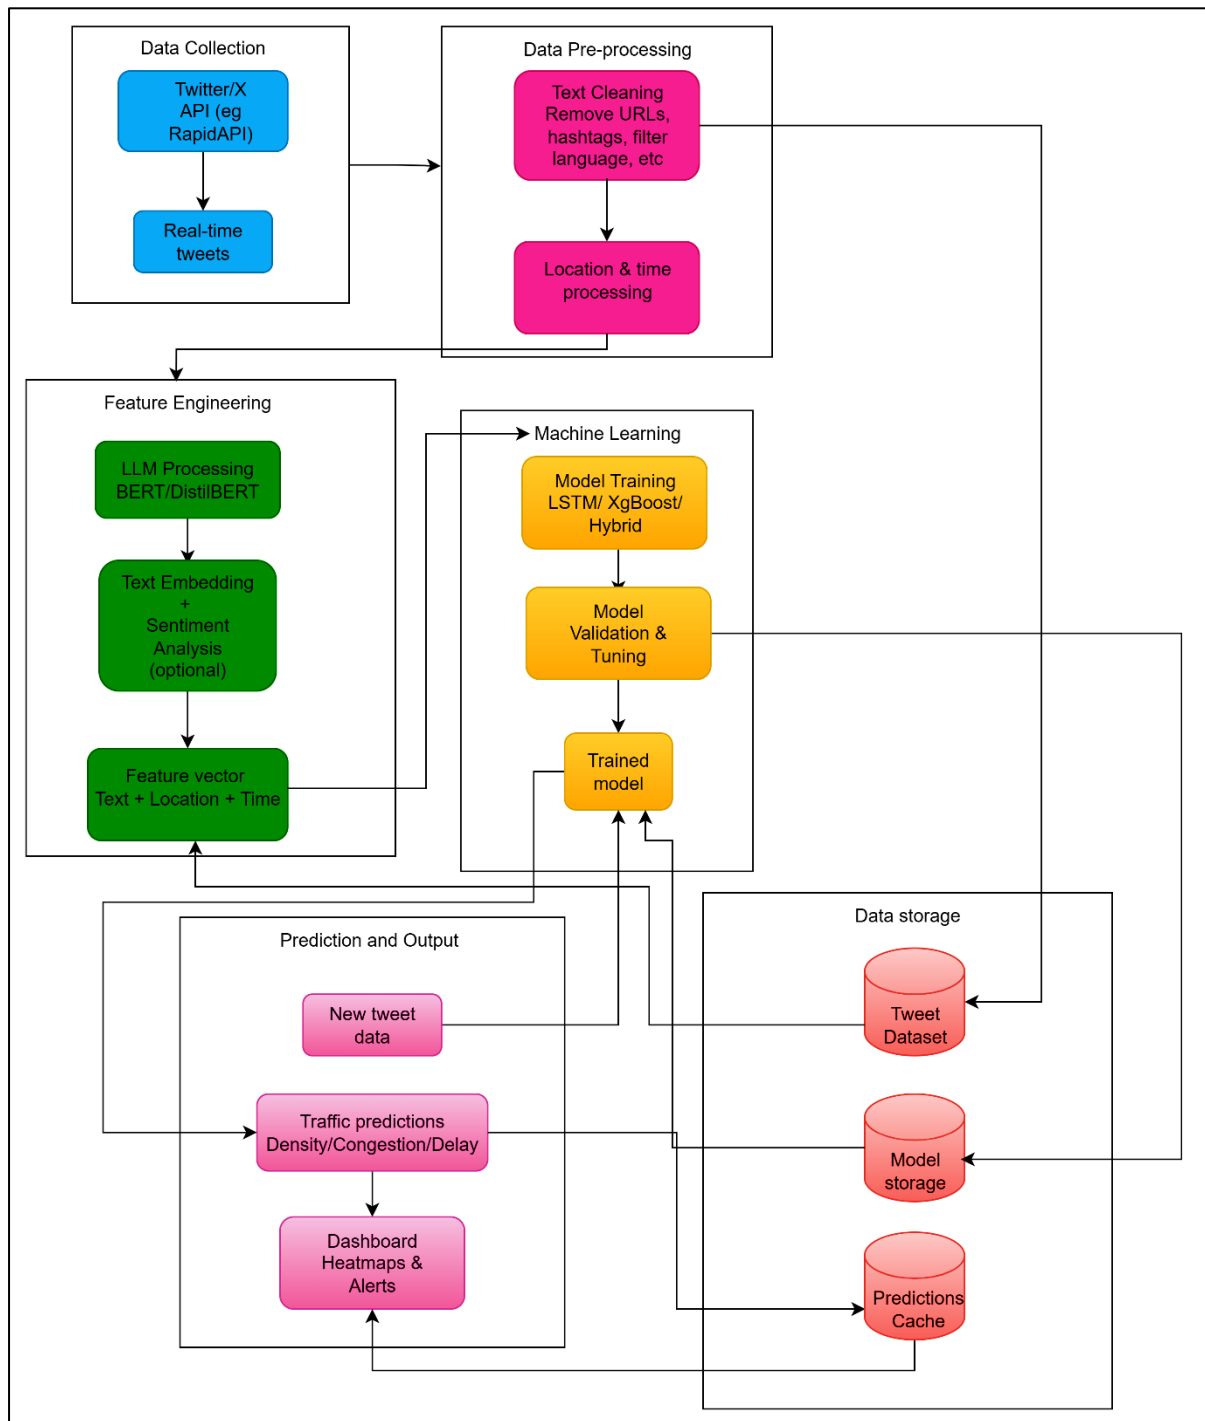 Data Collection
Twitter/X
API (eg
RapidAPI)
Real-time
tweets
Data Pre-processing
Text Cleaning
Remove URLs,
hashtags, filter
language, etc
Location & time
processing
Feature Engineering
LLM Processing
BERT/DistilBERT
Text Embedding
+
Sentiment
Analysis
(optional)
Feature vector
Text + Location + Time
Machine Learning
Model Training
LSTM/ XgBoost/
Hybrid
Model
Validation &
Tuning
Trained
model
Prediction and Output
New tweet
data
Traffic predictions
Density/Congestion/Delay
Dashboard
Heatmaps &
Alerts
Data storage
Tweet
Dataset
Model
storage
Predictions
Cache